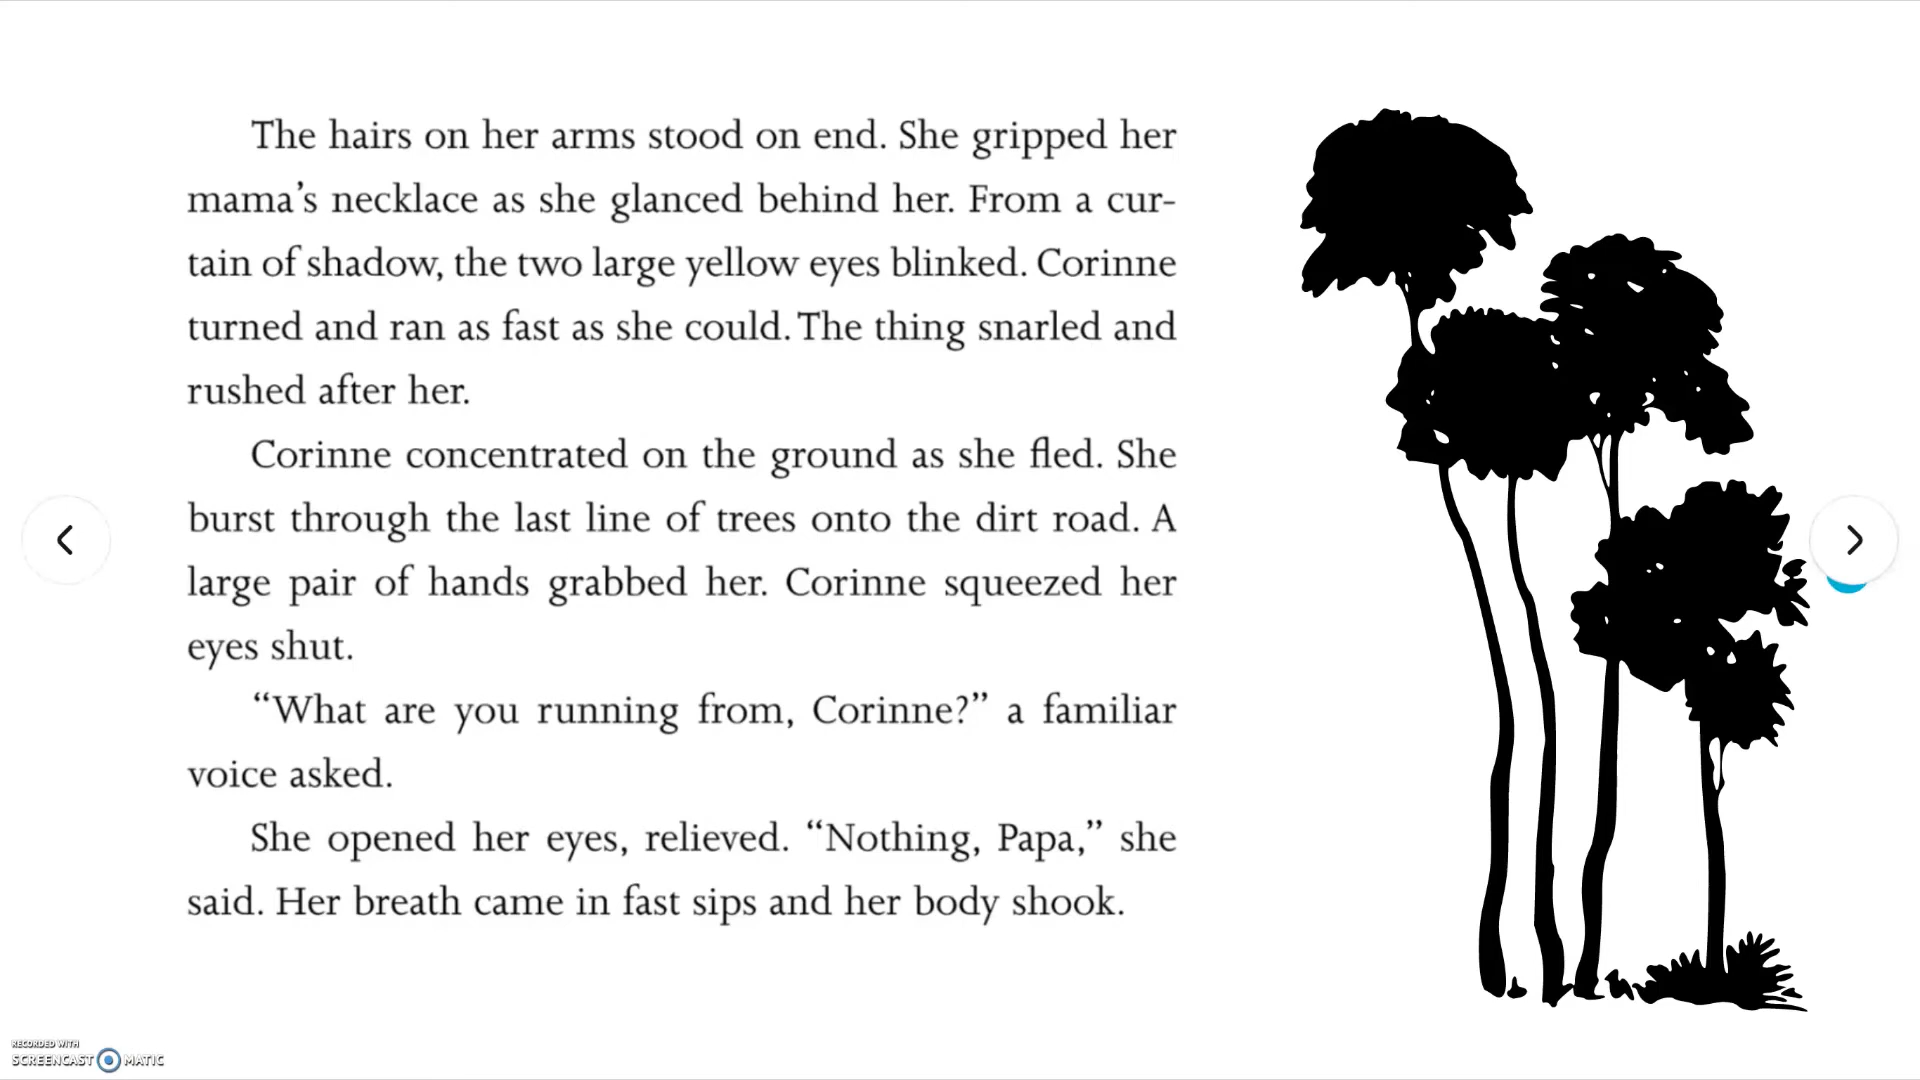 The hairs on her arms stood on end. She gripped her
mama’s necklace as she glanced behind her. From a cur-
tain of shadow, the two large yellow eyes blinked. Corinne
turned and ran as fast as she could. The thing snarled and
rushed after her.
Corinne concentrated on the ground as she fled. She
burst through the last line of trees onto the dirt road. A
large pair of hands grabbed her. Corinne squeezed her
eyes shut.
“What are you running from, Corinne?” a familiar
voice asked.
She opened her eyes, relieved. “Nothing, Papa,” she
said. Her breath came in fast sips and her body shook.
RECORDED WITH
SCREENCAST MATIC